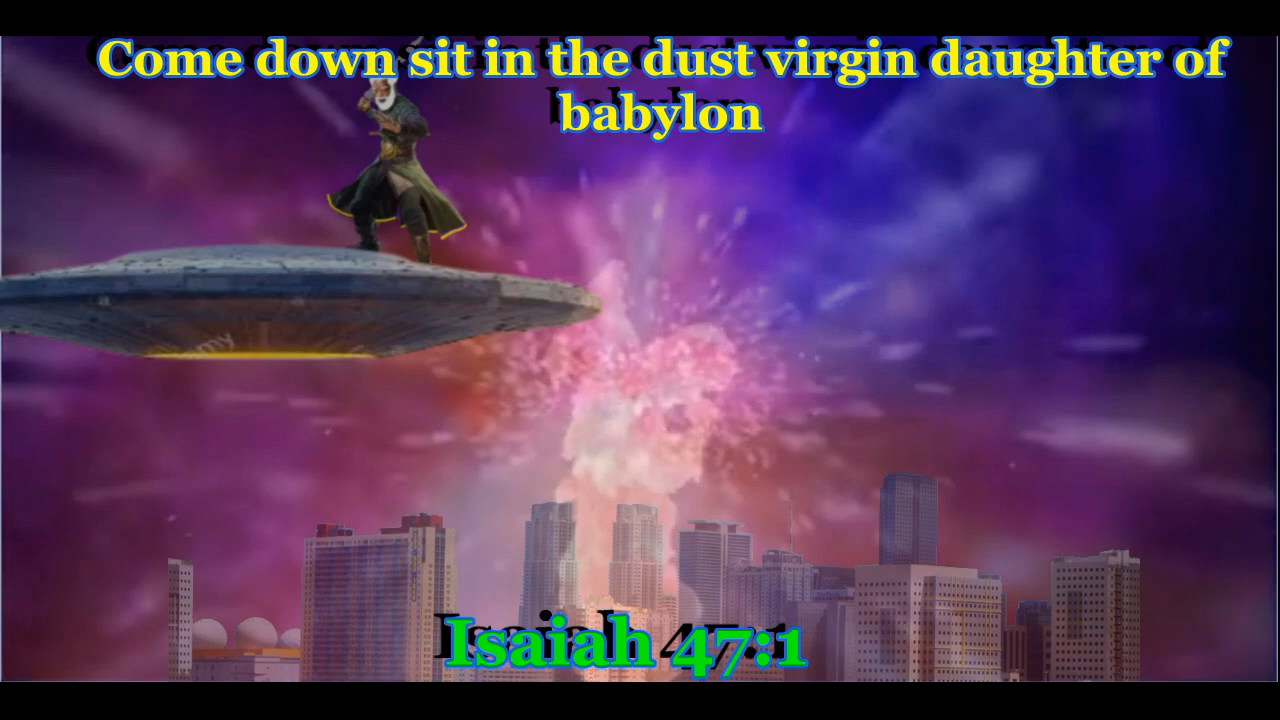 Come down sit in the dust virgin daughter of
babylon
Isaiah 47:1